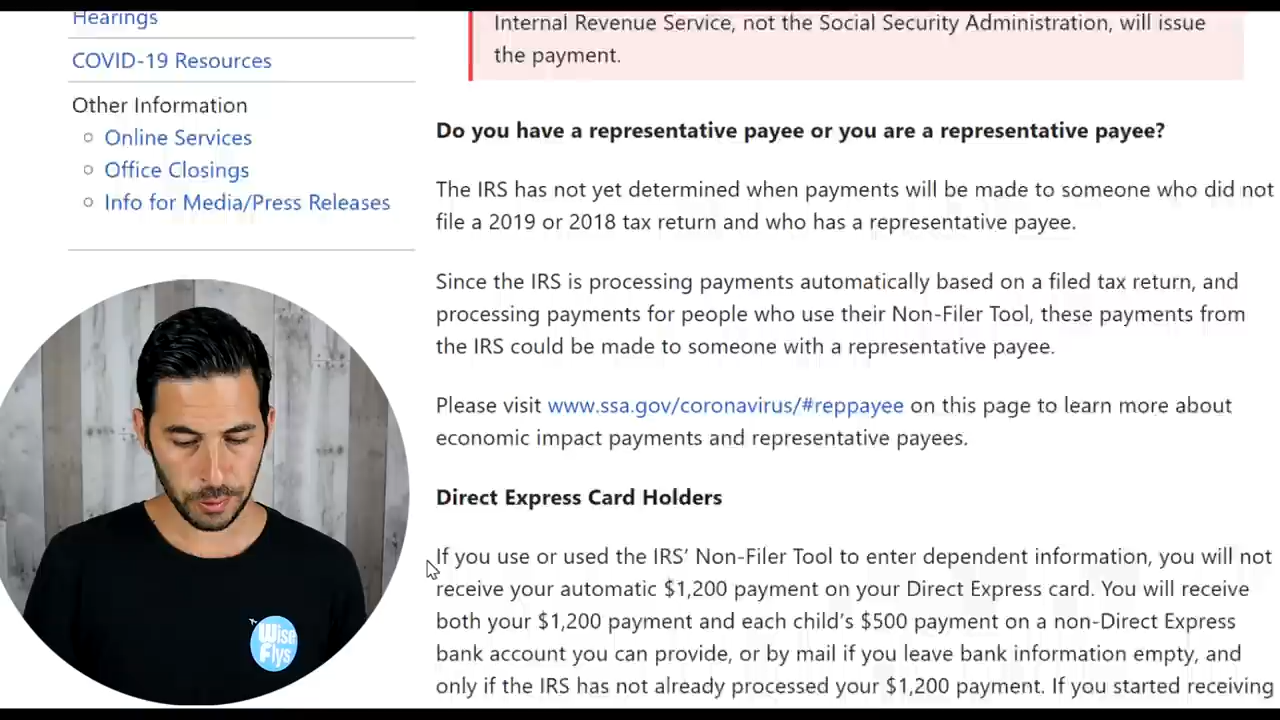 Hearings
COVID-19 Resources
Other Information
Online Services
Office Closings
Info for Media/Press Releases
Internal Revenue Service, not the Social Security Administration, will issue
the payment.
Do you have a representative payee or you are a representative payee?
The IRS has not yet determined when payments will be made to someone who did not
file a 2019 or 2018 tax return and who has a representative payee.
Since the IRS is processing payments automatically based on a filed tax return, and
processing payments for people who use their Non-Filer Tool, these payments from
the IRS could be made to someone with a representative payee.
Please visit www.ssa.gov/coronavirus/#reppayee on this page to learn more about
economic impact payments and representative payees.
Direct Express Card Holders
If you use or used the IRS’ Non-Filer Tool to enter dependent information, you will not
receive your automatic $1,200 payment on your Direct Express card. You will receive
both your $1,200 payment and each child’s $500 payment on a non-Direct Express
bank account you can provide, or by mail if you leave bank information empty, and
only if the IRS has not already processed your $1,200 payment. If you started receiving
Wise
Flys